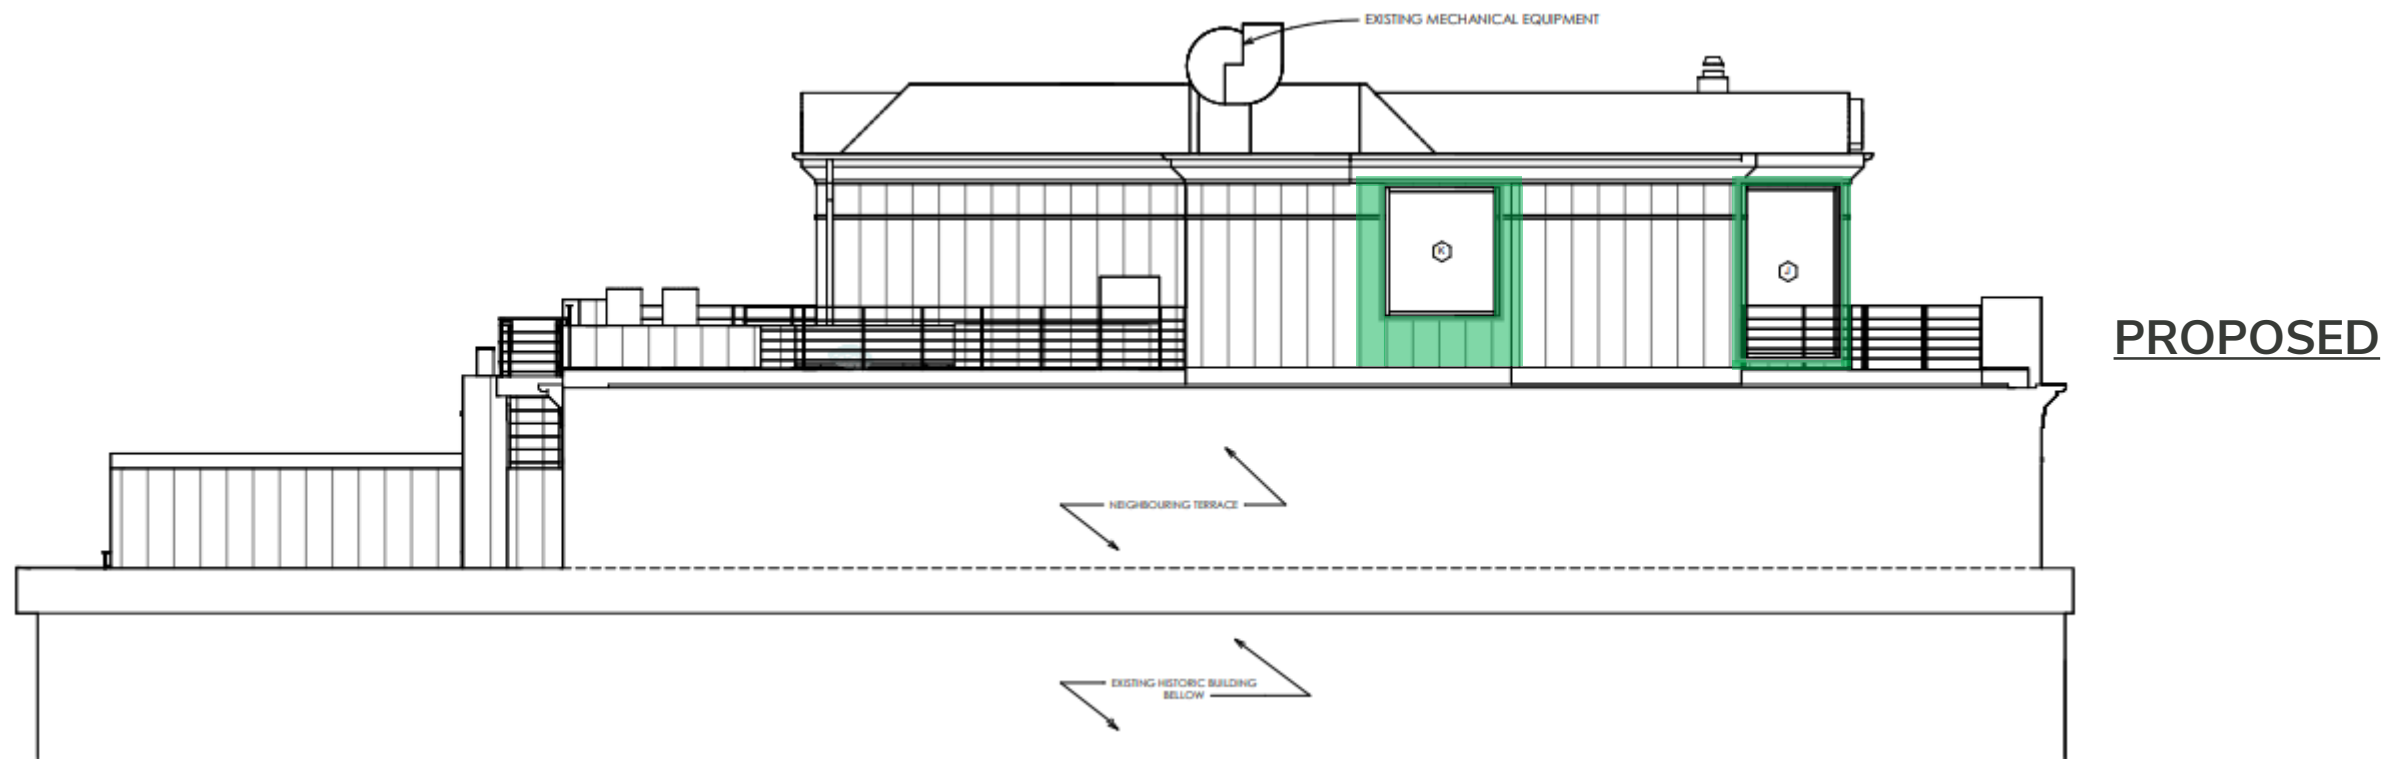 EXISTING MECHANICAL EQUIPMENT
K
J
PROPOSED
NEIGHBOURING TERRACE
EXISTING HISTORIC BUILDING
BELLOW